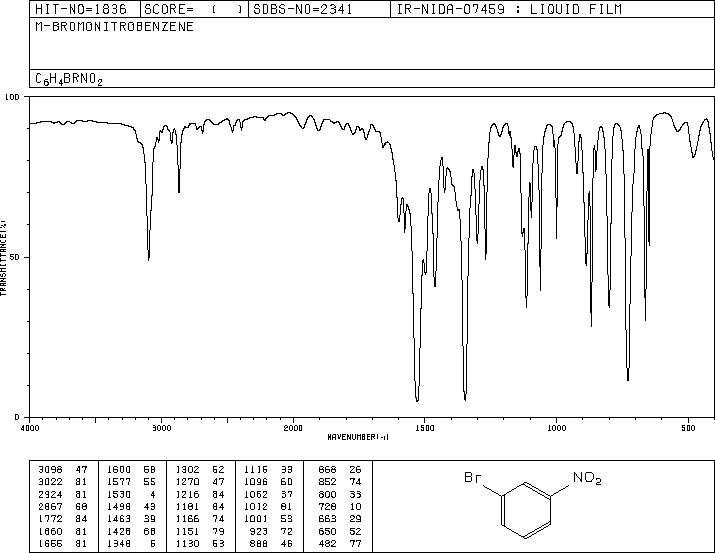 HIT-NO=1836 SCORE= ( ) SDBS-NO=2341 IR-NIDA-07459 : LIQUID FILM
M-BROMONITROBENZENE
C6H4BRNO2
100
50
0
TRANSMITTANCE(%)
4000 3000 2000 1500 1000 500
WAVENUMBER(-1)
3098 47 1600 58 1302 52 1115 33 868 26
3022 81 1577 55 1270 47 1096 60 852 74
2924 81 1530 4 1216 84 1062 37 800 33
2867 68 1498 43 1181 84 1012 81 728 10
1772 84 1463 39 1166 74 1001 53 663 29
1860 81 1428 68 1151 79 923 72 650 52
1655 81 1348 5 1130 53 888 46 482 77
Br NO2